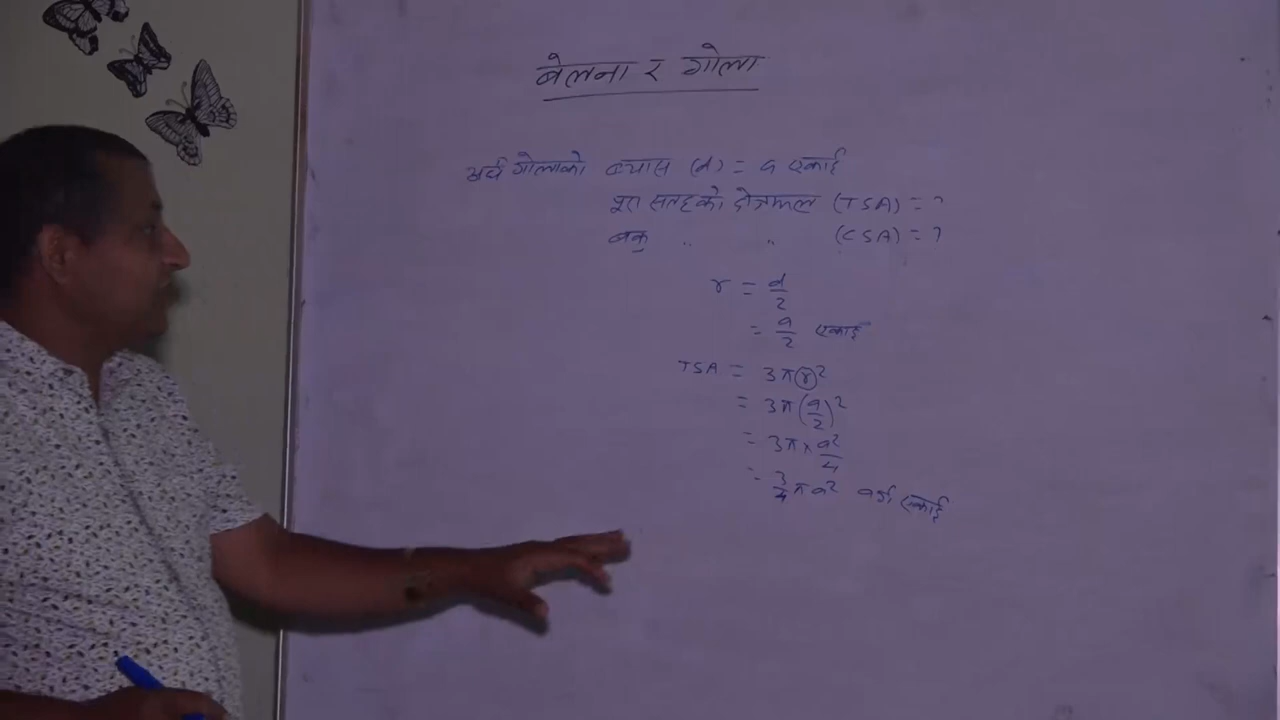 बेलना र गोला
अर्ध गोलाको व्यास (d) = a एकाई
पुरा सतहको क्षेत्रफल (TSA) = ?
बक्र " " (CSA) = ?
r = d/2
= a/2 एकाई
TSA = 3πr²
= 3π(a/2)²
= 3π × a²/4
= 3/4 πa² वर्ग एकाई